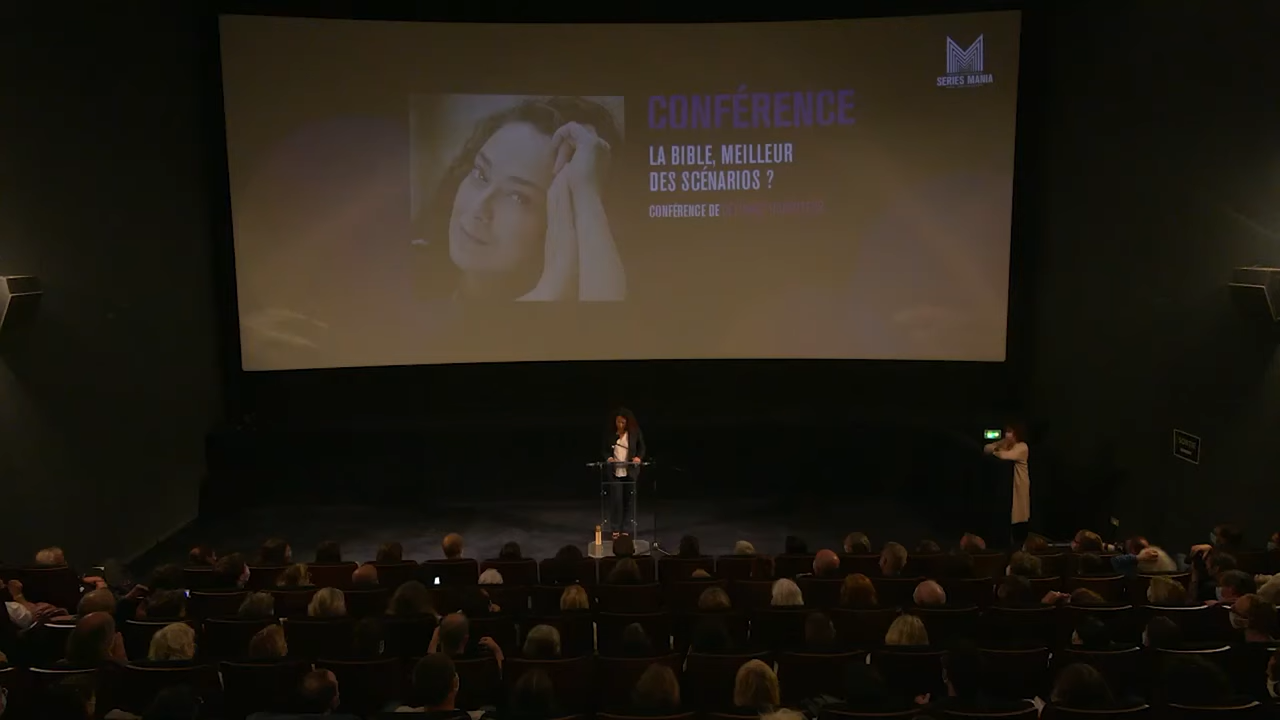 SERIES MANIA
CONFÉRENCE
LA BIBLE, MEILLEUR
DES SCÉNARIOS ?
CONFÉRENCE DE